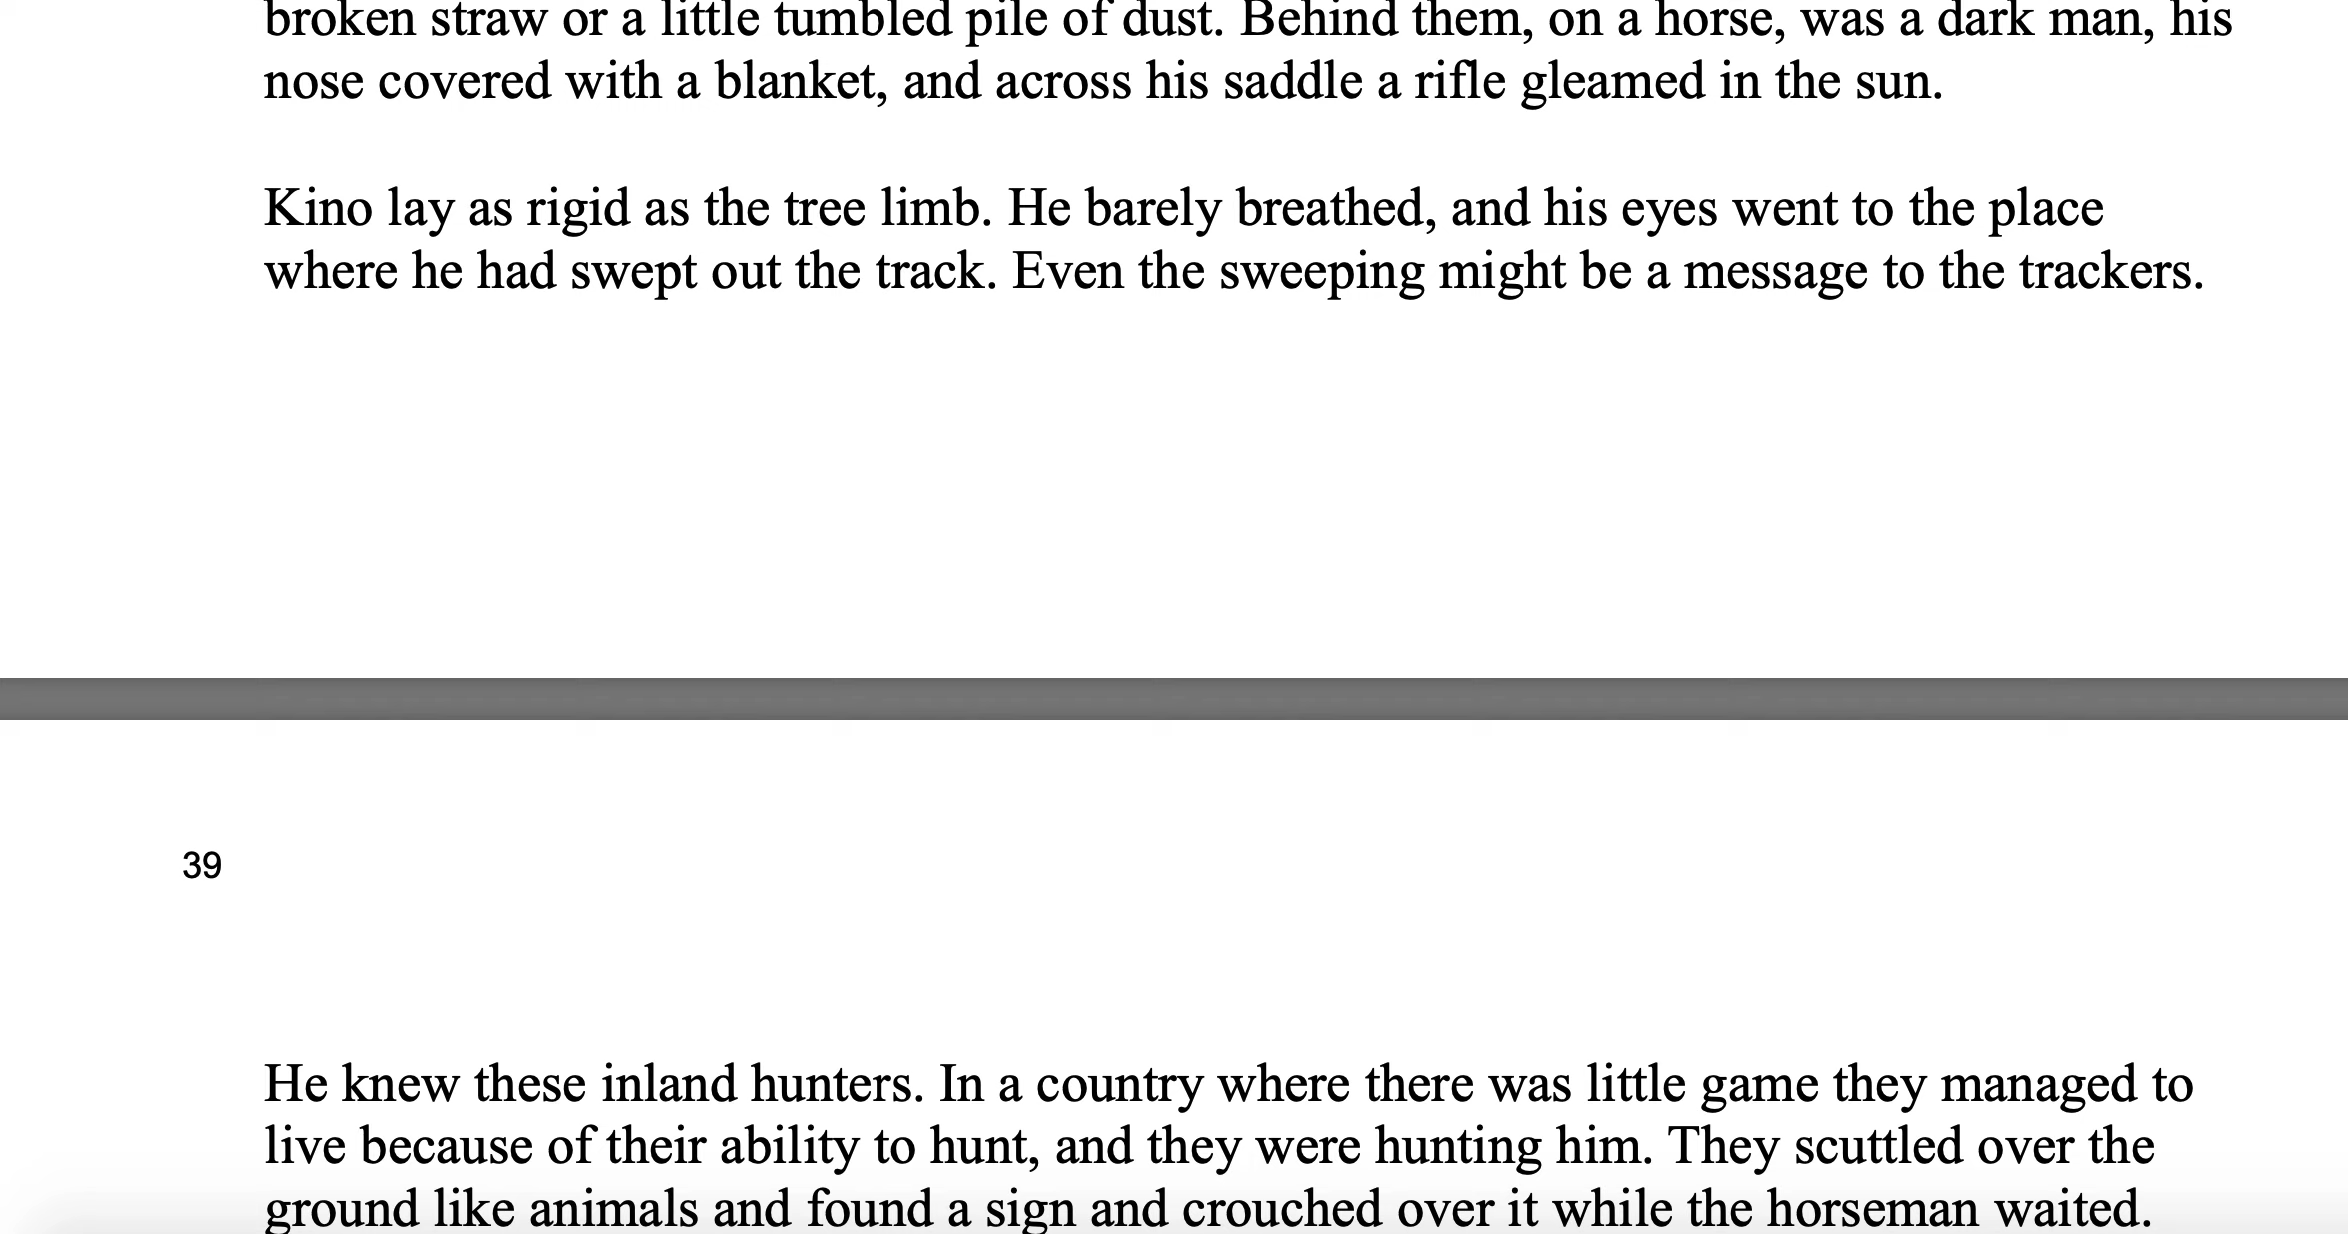 broken straw or a little tumbled pile of dust. Behind them, on a horse, was a dark man, his
nose covered with a blanket, and across his saddle a rifle gleamed in the sun.
Kino lay as rigid as the tree limb. He barely breathed, and his eyes went to the place
where he had swept out the track. Even the sweeping might be a message to the trackers.
39
He knew these inland hunters. In a country where there was little game they managed to
live because of their ability to hunt, and they were hunting him. They scuttled over the
ground like animals and found a sign and crouched over it while the horseman waited.